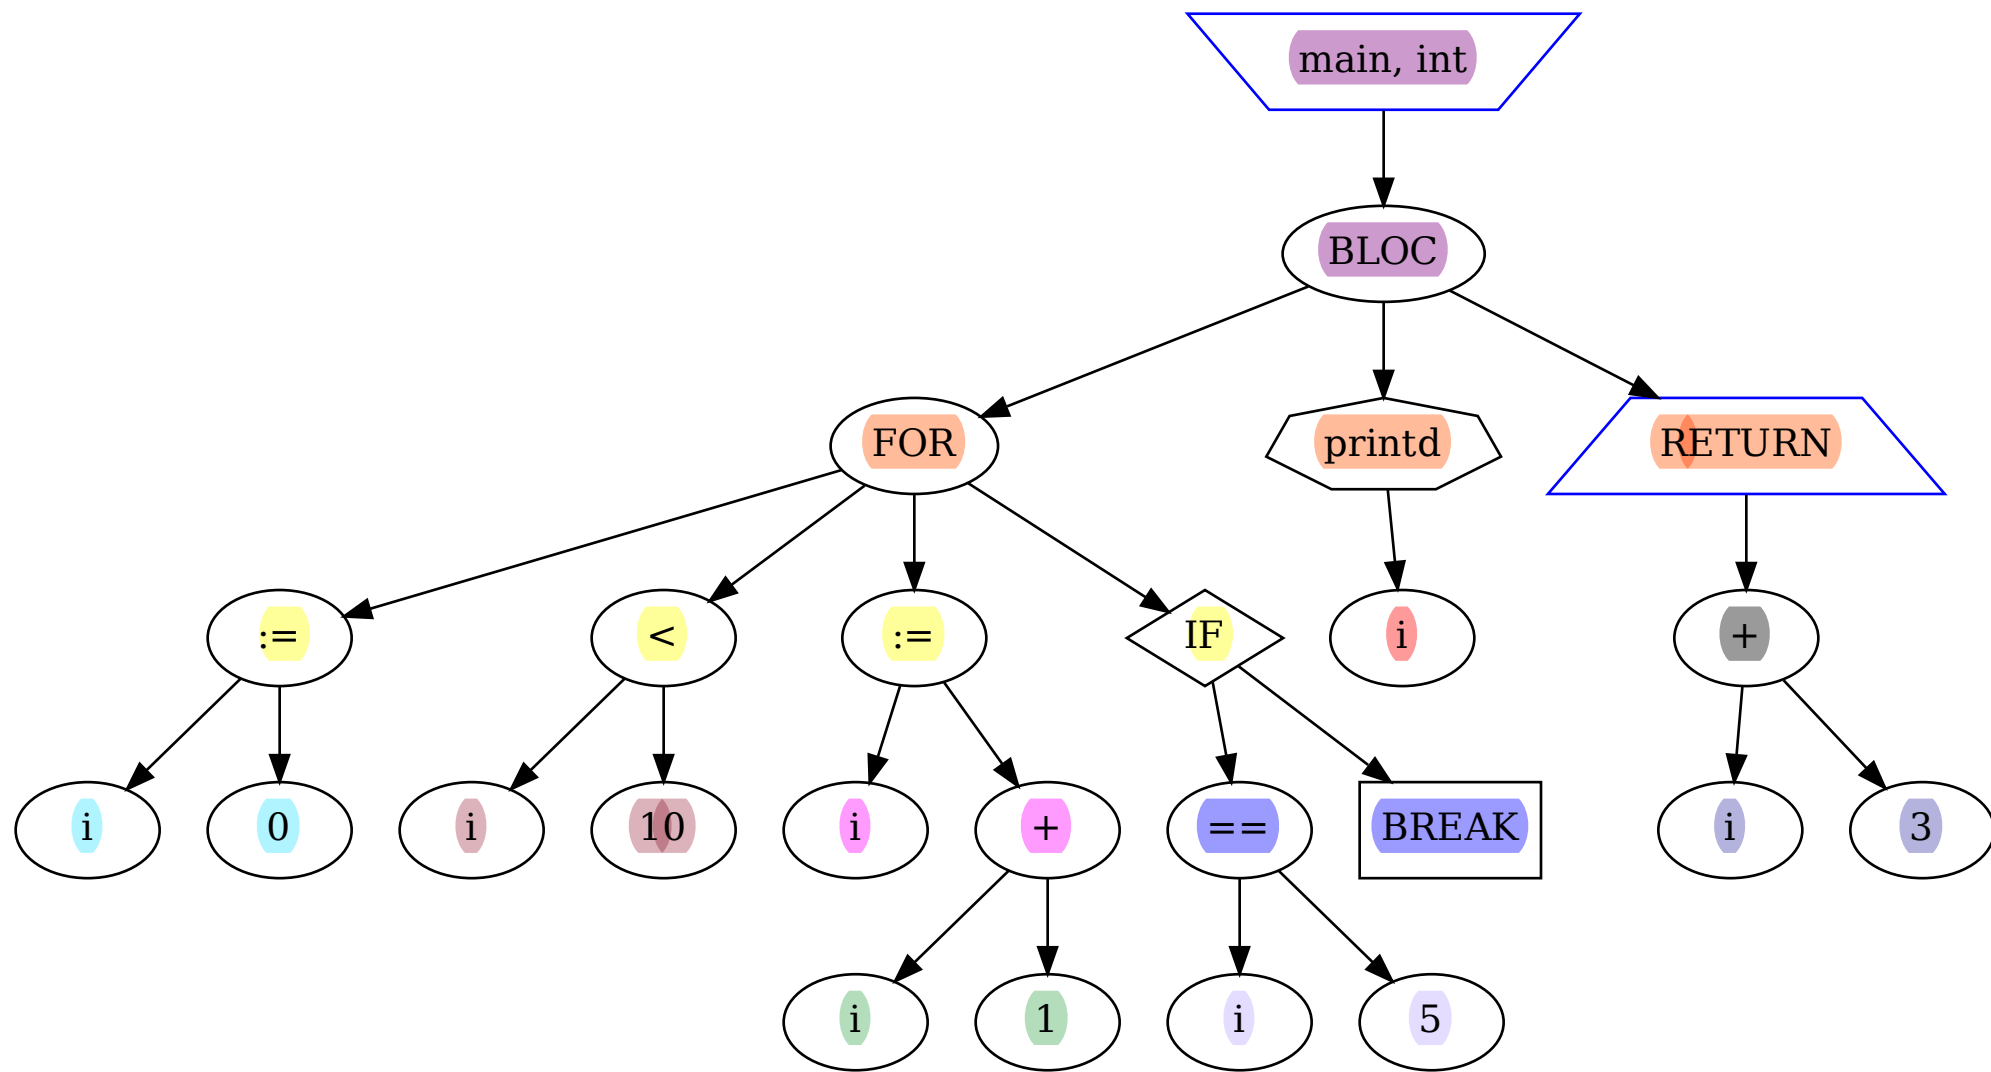 main, int
BLOC
FOR
printd
RETURN
:=
<
:=
IF
i
+
i
0
i
10
i
+
==
BREAK
i
3
i
1
i
5